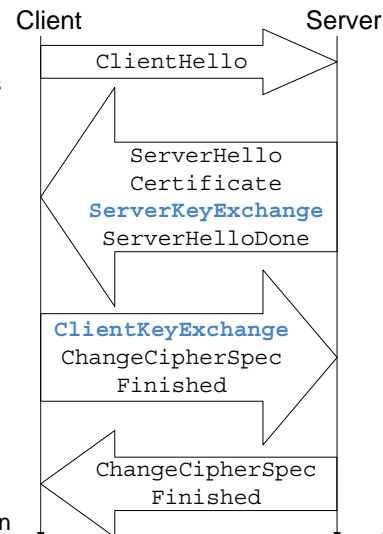 Client Server
ClientHello
s
ServerHello
Certificate
ServerKeyExchange
ServerHelloDone
ClientKeyExchange
ChangeCipherSpec
Finished
ChangeCipherSpec
Finished
n